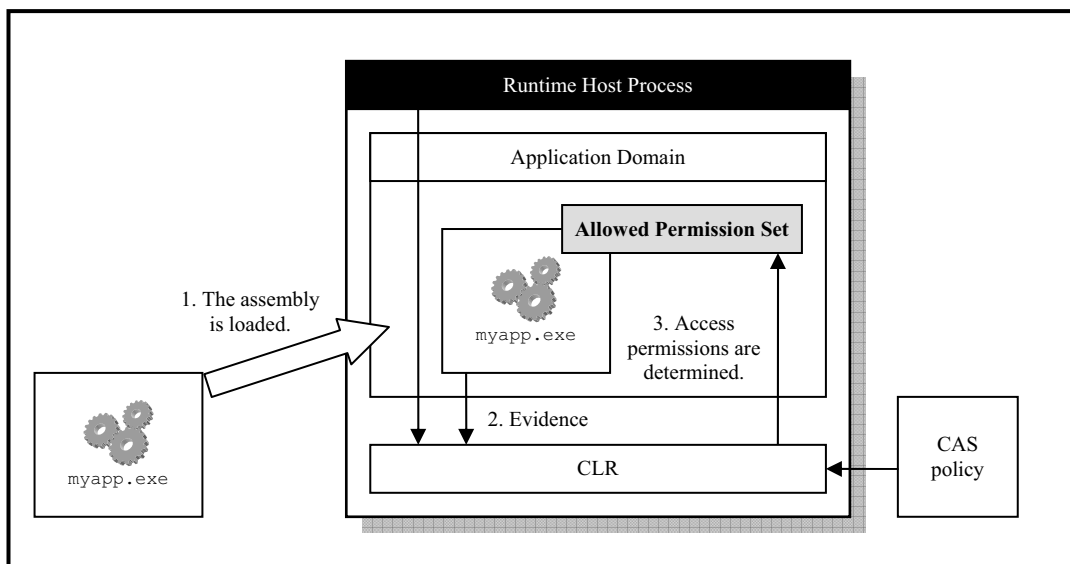 Runtime Host Process
Application Domain
Allowed Permission Set
1. The assembly
is loaded.
myapp.exe
3. Access
permissions are
determined.
myapp.exe
2. Evidence
CLR
CAS
policy